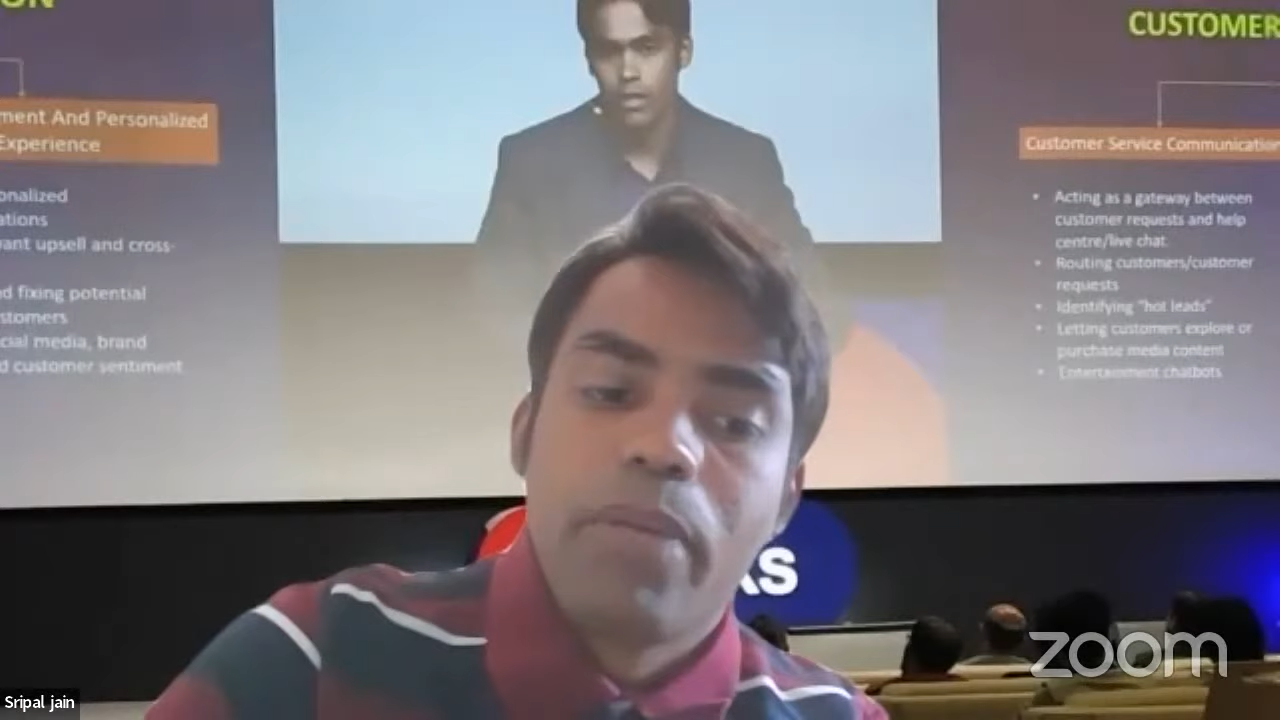 ON
CUSTOMER
ment And Personalized
Experience
Customer Service Communication
onalized
ations
vant upsell and cross-
d fixing potential
stomers
cial media, brand
d customer sentiment
• Acting as a gateway between
customer requests and help
centre/live chat.
• Routing customers/customer
requests
• Identifying "hot leads"
• Letting customers explore or
purchase media content
• Entertainment chatbots
KS
zoom
Sripal jain